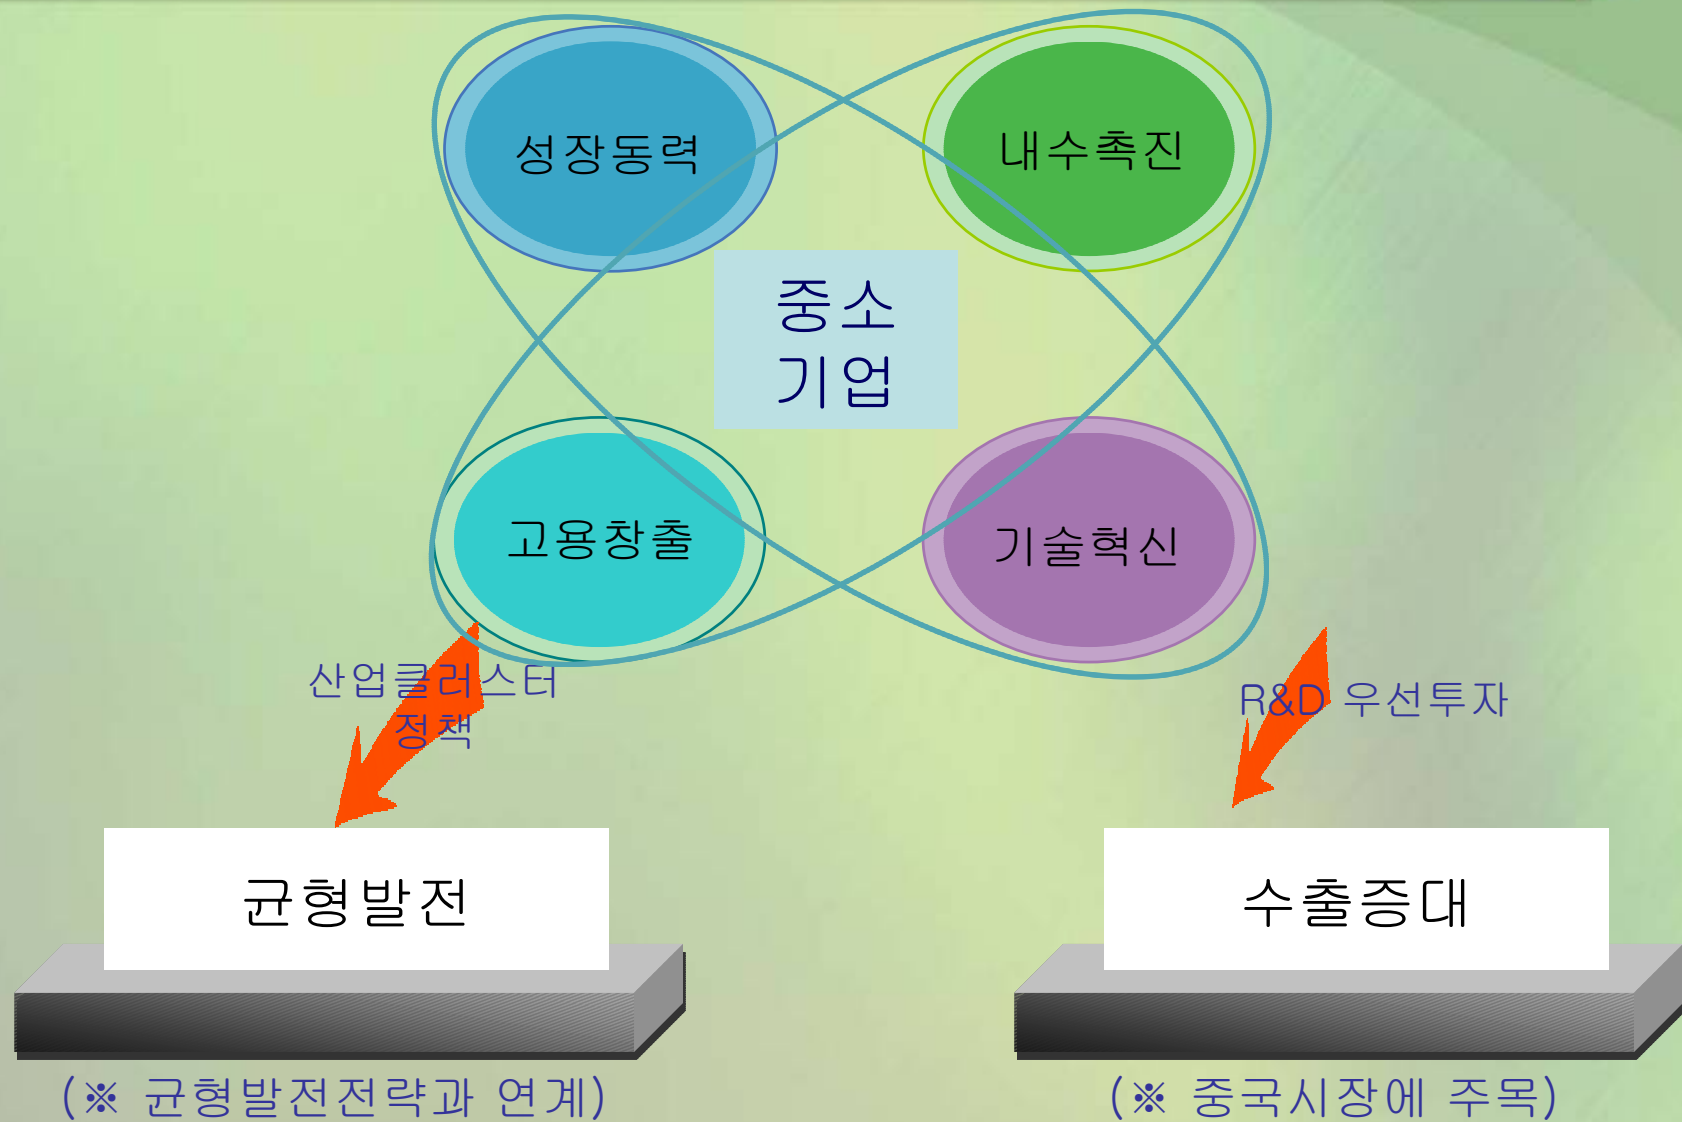 성장동력
내수촉진
중소
기업
고용창출
기술혁신
산업클러스터
정책
R&D 우선투자
균형발전
수출증대
(※ 균형발전전략과 연계)
(※ 중국시장에 주목)